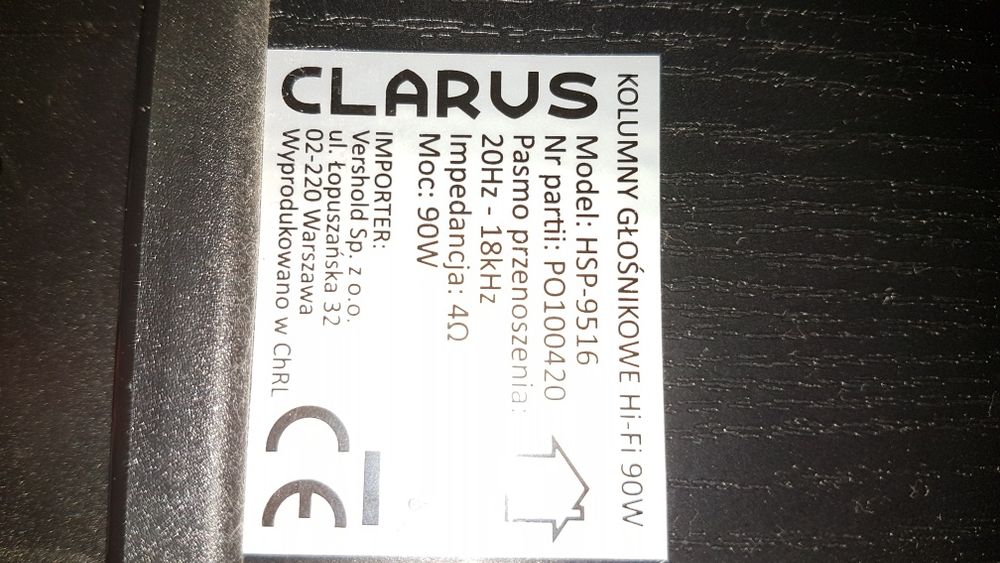 KOLUMNY GŁOŚNIKOWE Hi-Fi 90W
CLARUS
Model: HSP-9516
Nr partii: PO100420
Pasmo przenoszenia:
20Hz - 18kHz
Impedancja: 4Ω
Moc: 90W
IMPORTER:
Vershold Sp. z o.o.
ul. Łopuszańska 32
02-220 Warszawa
Wyprodukowano w ChRL
CE